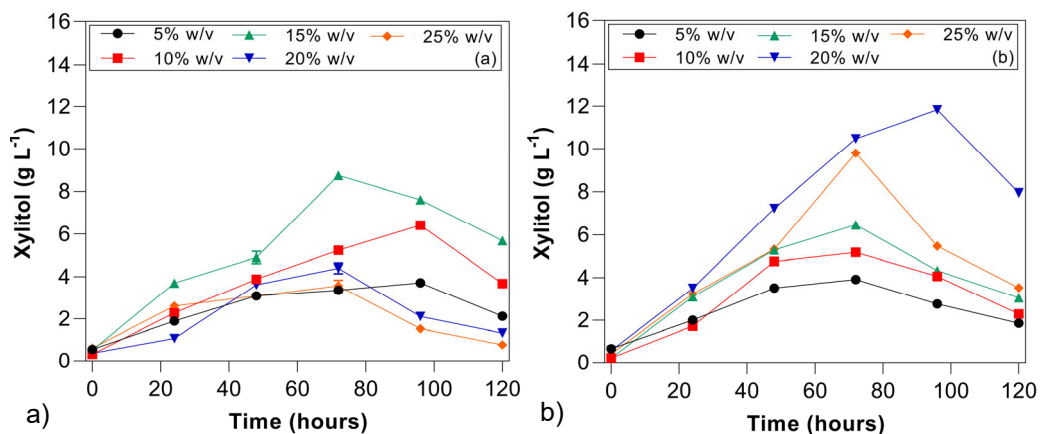 16
14
12
10
8
6
4
2
0
Xylitol (g L⁻¹)
5% w/v 15% w/v 25% w/v
10% w/v 20% w/v (a)
0 20 40 60 80 100 120
Time (hours)
a)
16
14
12
10
8
6
4
2
0
Xylitol (g L⁻¹)
5% w/v 15% w/v 25% w/v
10% w/v 20% w/v (b)
0 20 40 60 80 100 120
Time (hours)
b)